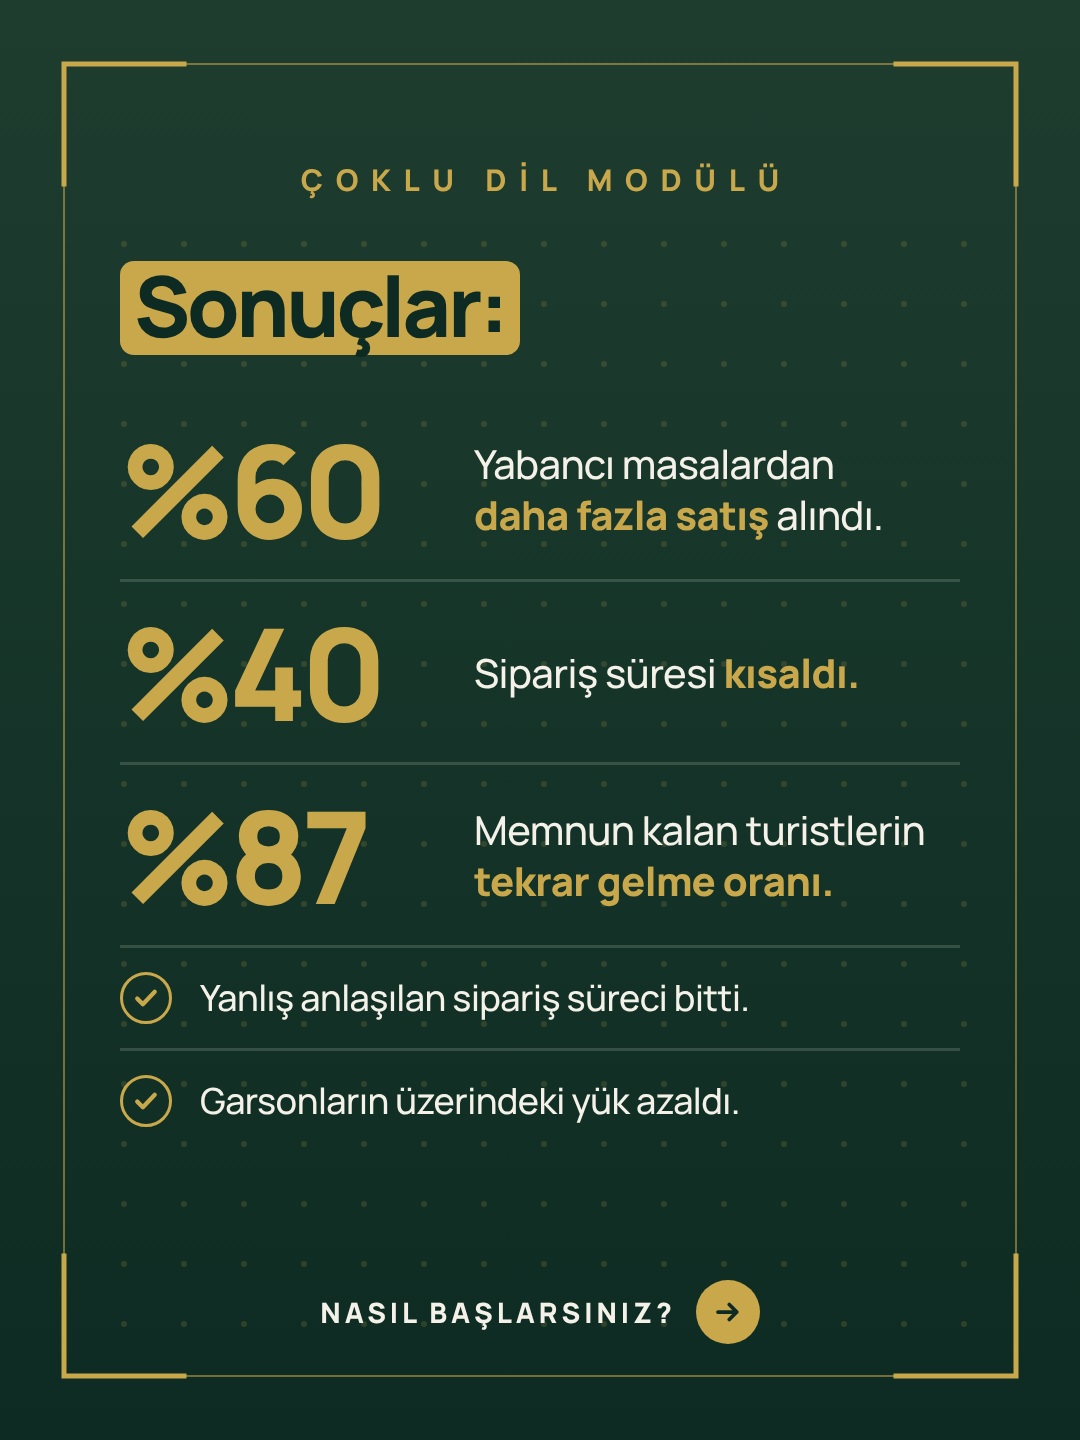 ÇOKLU DİL MODÜLÜ
Sonuçlar:
%60
Yabancı masalardan
daha fazla satış alındı.
%40
Sipariş süresi kısaldı.
%87
Memnun kalan turistlerin
tekrar gelme oranı.
Yanlış anlaşılan sipariş süreci bitti.
Garsonların üzerindeki yük azaldı.
NASIL BAŞLARSINIZ?